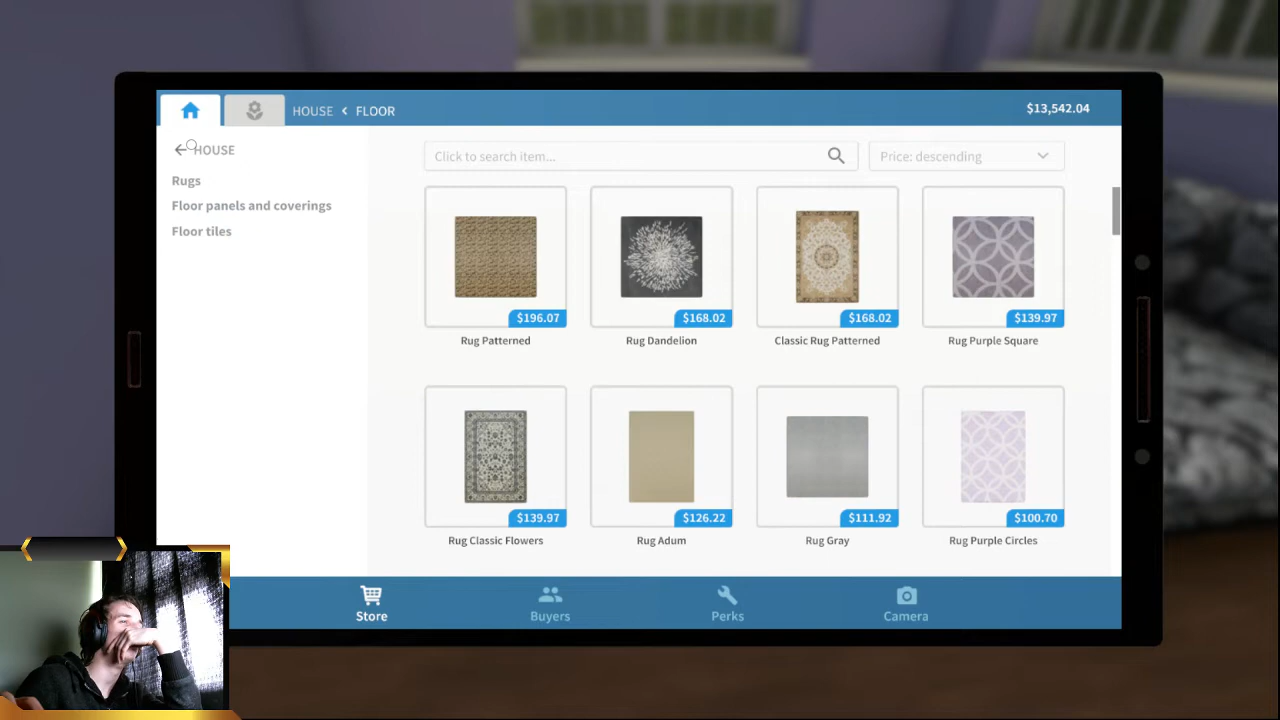 HOUSE < FLOOR
$13,542.04
HOUSE
Rugs
Floor panels and coverings
Floor tiles
Click to search item...
Price: descending
$196.07
$168.02
$168.02
$139.97
Rug Patterned
Rug Dandelion
Classic Rug Patterned
Rug Purple Square
$139.97
$126.22
$111.92
$100.70
Rug Classic Flowers
Rug Adum
Rug Gray
Rug Purple Circles
Store
Buyers
Perks
Camera